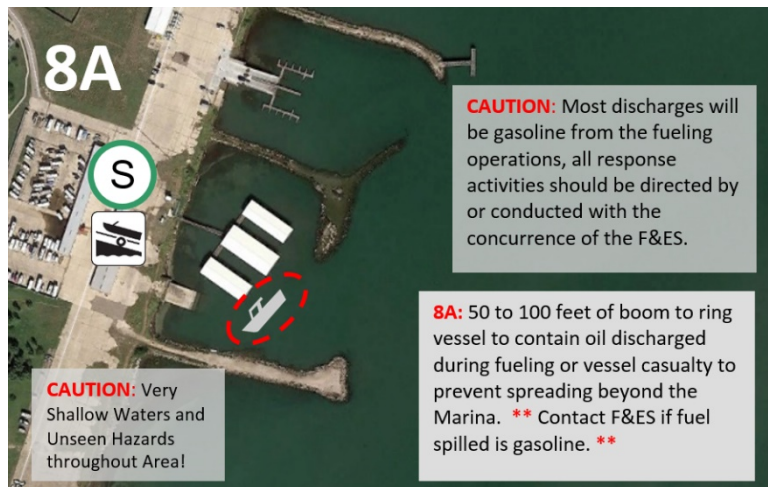 8A
S
CAUTION: Most discharges will
be gasoline from the fueling
operations, all response
activities should be directed by
or conducted with the
concurrence of the F&ES.
8A: 50 to 100 feet of boom to ring
vessel to contain oil discharged
during fueling or vessel casualty to
prevent spreading beyond the
Marina. ** Contact F&ES if fuel
spilled is gasoline. **
CAUTION: Very
Shallow Waters and
Unseen Hazards
throughout Area!